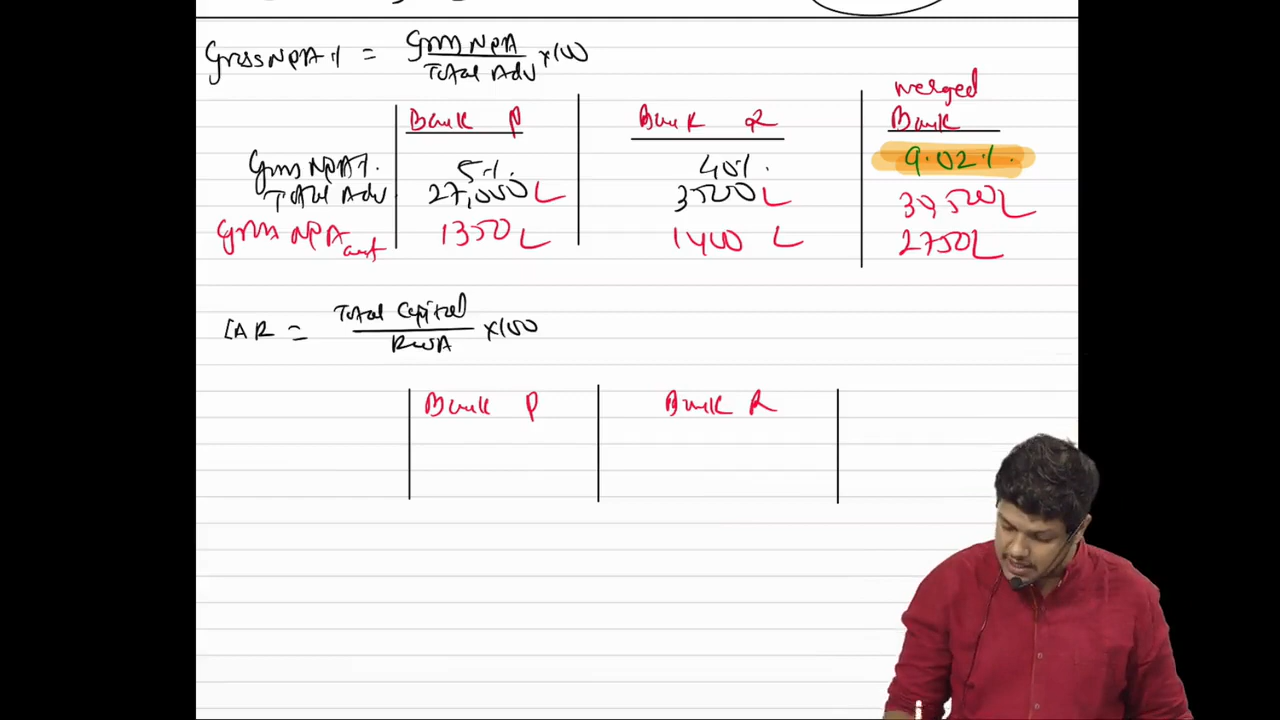 Gross NPA % = Gross NPA / Total Adv × 100
Bank P Bank R merged Bank
Gross NPA %. 5%. 40%. 9.02%.
Total Adv 27,000 L 3500 L 30,500 L
Gross NPA amt 1350 L 1400 L 2750 L
CAR = Total Capital / RWA × 100
Bank P Bank R